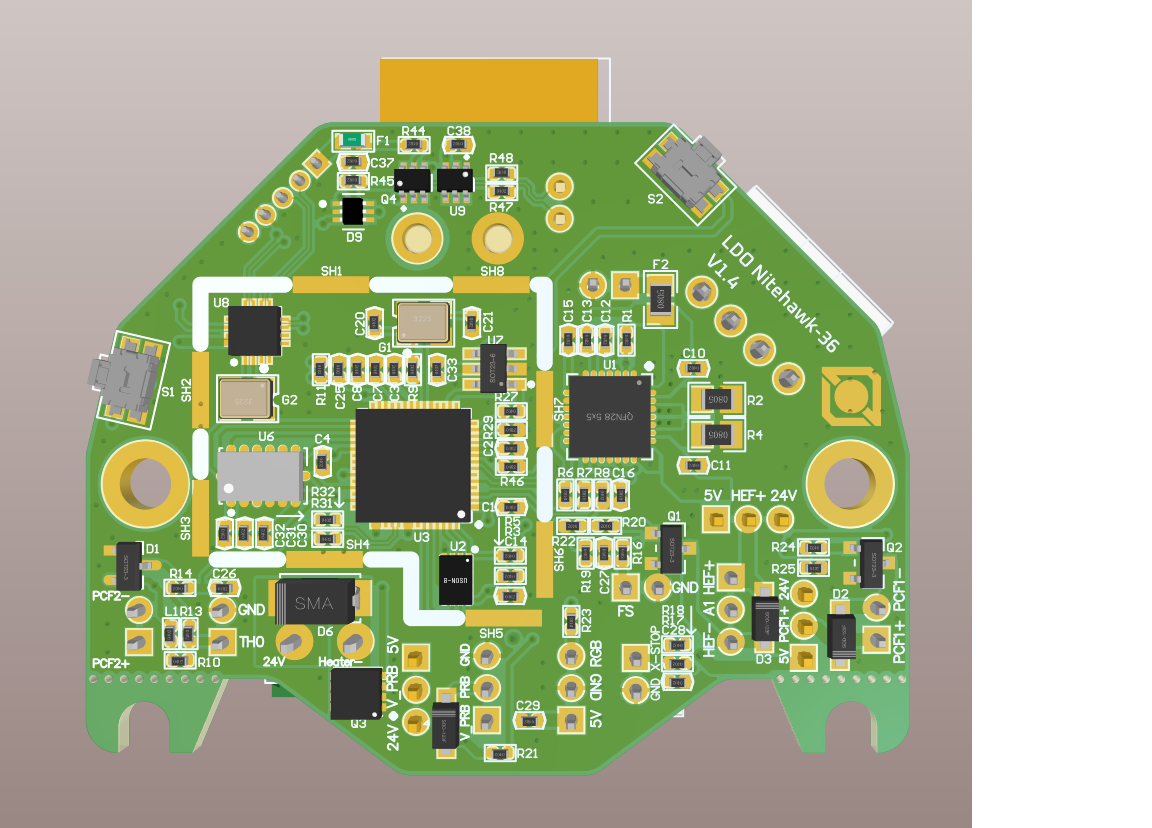 R44
C38
F1
C37
R45
R48
Q4
U9
R47
D9
S2
LDO Nitehawk-36
V1.4
SH1
SH8
F2
0805
U8
C20
C21
G1
U7
SOT23-6
C15
C13
C12
R1
U1
C10
S1
SH2
R11
C25
C8
C7
C3
R9
C33
G2
R27
R29
C2
R46
SH7
QFN28 5x5
0805
R2
0805
R4
C11
U6
C4
R32
R31
C32
C31
C30
SH3
SH4
U3
C1
R5
C14
U2
USON-8
R6
R7
R8
C16
R22
R20
R19
C27
R16
SH6
Q1
5V
HEF+
24V
D1
PCF2-
R14
C26
GND
L1
R13
TH0
PCF2+
R10
SMA
D6
24V
Heater-
SH5
FS
GND
HEF+
A1
HEF-
R24
R25
Q2
24V
PCF1+
5V
D3
D2
PCF1-
PCF1+
R23
R18
R17
C28
X-STOP
GND
5V
V_PRB
24V
Q3
GND
PRB
V_PRB
RGB
GND
5V
C29
R21